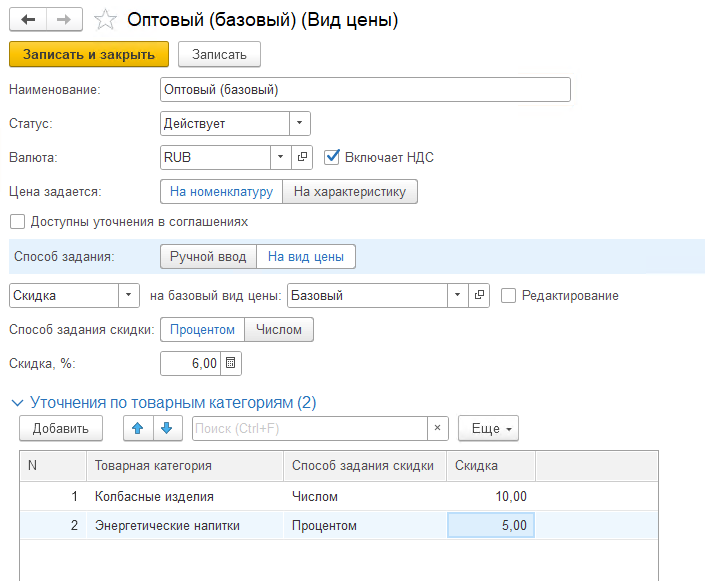 Оптовый (базовый) (Вид цены)
Записать и закрыть Записать
Наименование: Оптовый (базовый)
Статус: Действует
Валюта: RUB Включает НДС
Цена задается: На номенклатуру На характеристику
Доступны уточнения в соглашениях
Способ задания: Ручной ввод На вид цены
Скидка на базовый вид цены: Базовый Редактирование
Способ задания скидки: Процентом Числом
Скидка, %: 6,00
Уточнения по товарным категориям (2)
Добавить Поиск (Ctrl+F) × Еще
N Товарная категория Способ задания скидки Скидка
1 Колбасные изделия Числом 10,00
2 Энергетические напитки Процентом 5,00